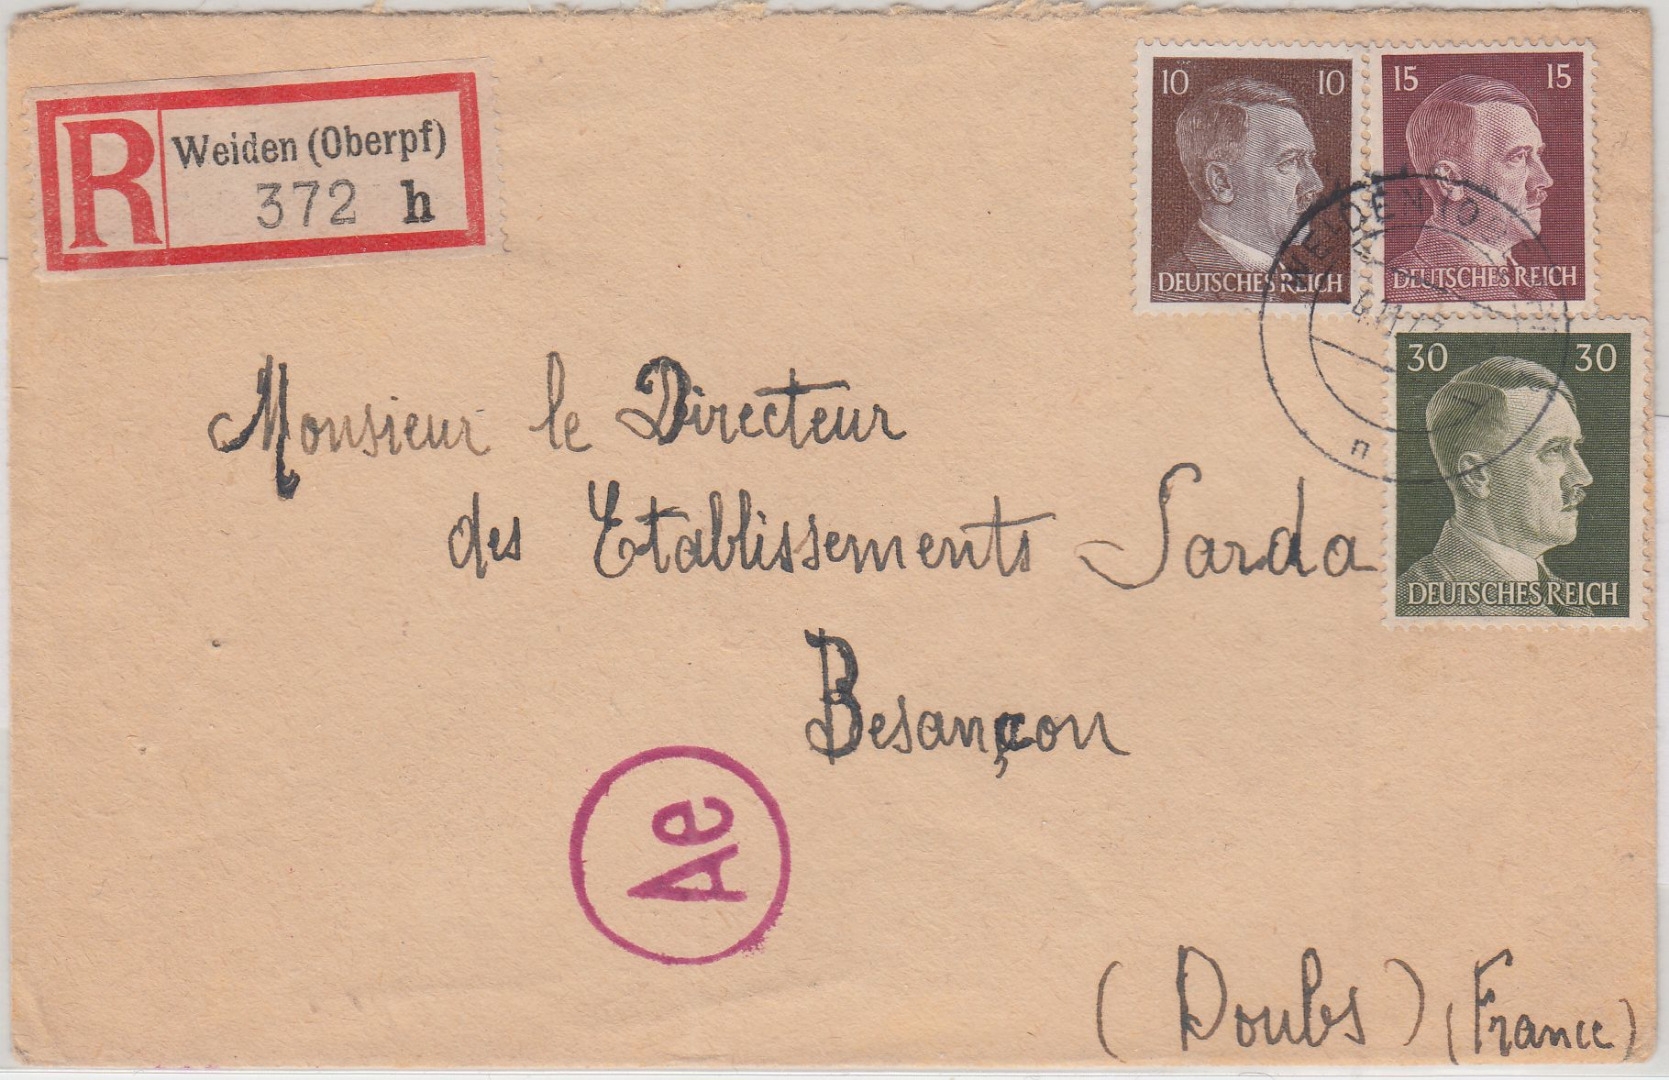 R Weiden (Oberpf)
372 h
10 10
DEUTSCHES REICH
15 15
DEUTSCHES REICH
30 30
DEUTSCHES REICH
n
Monsieur le Directeur
des Etablissements Sarda
Besançon
Ae
(Doubs) (France)